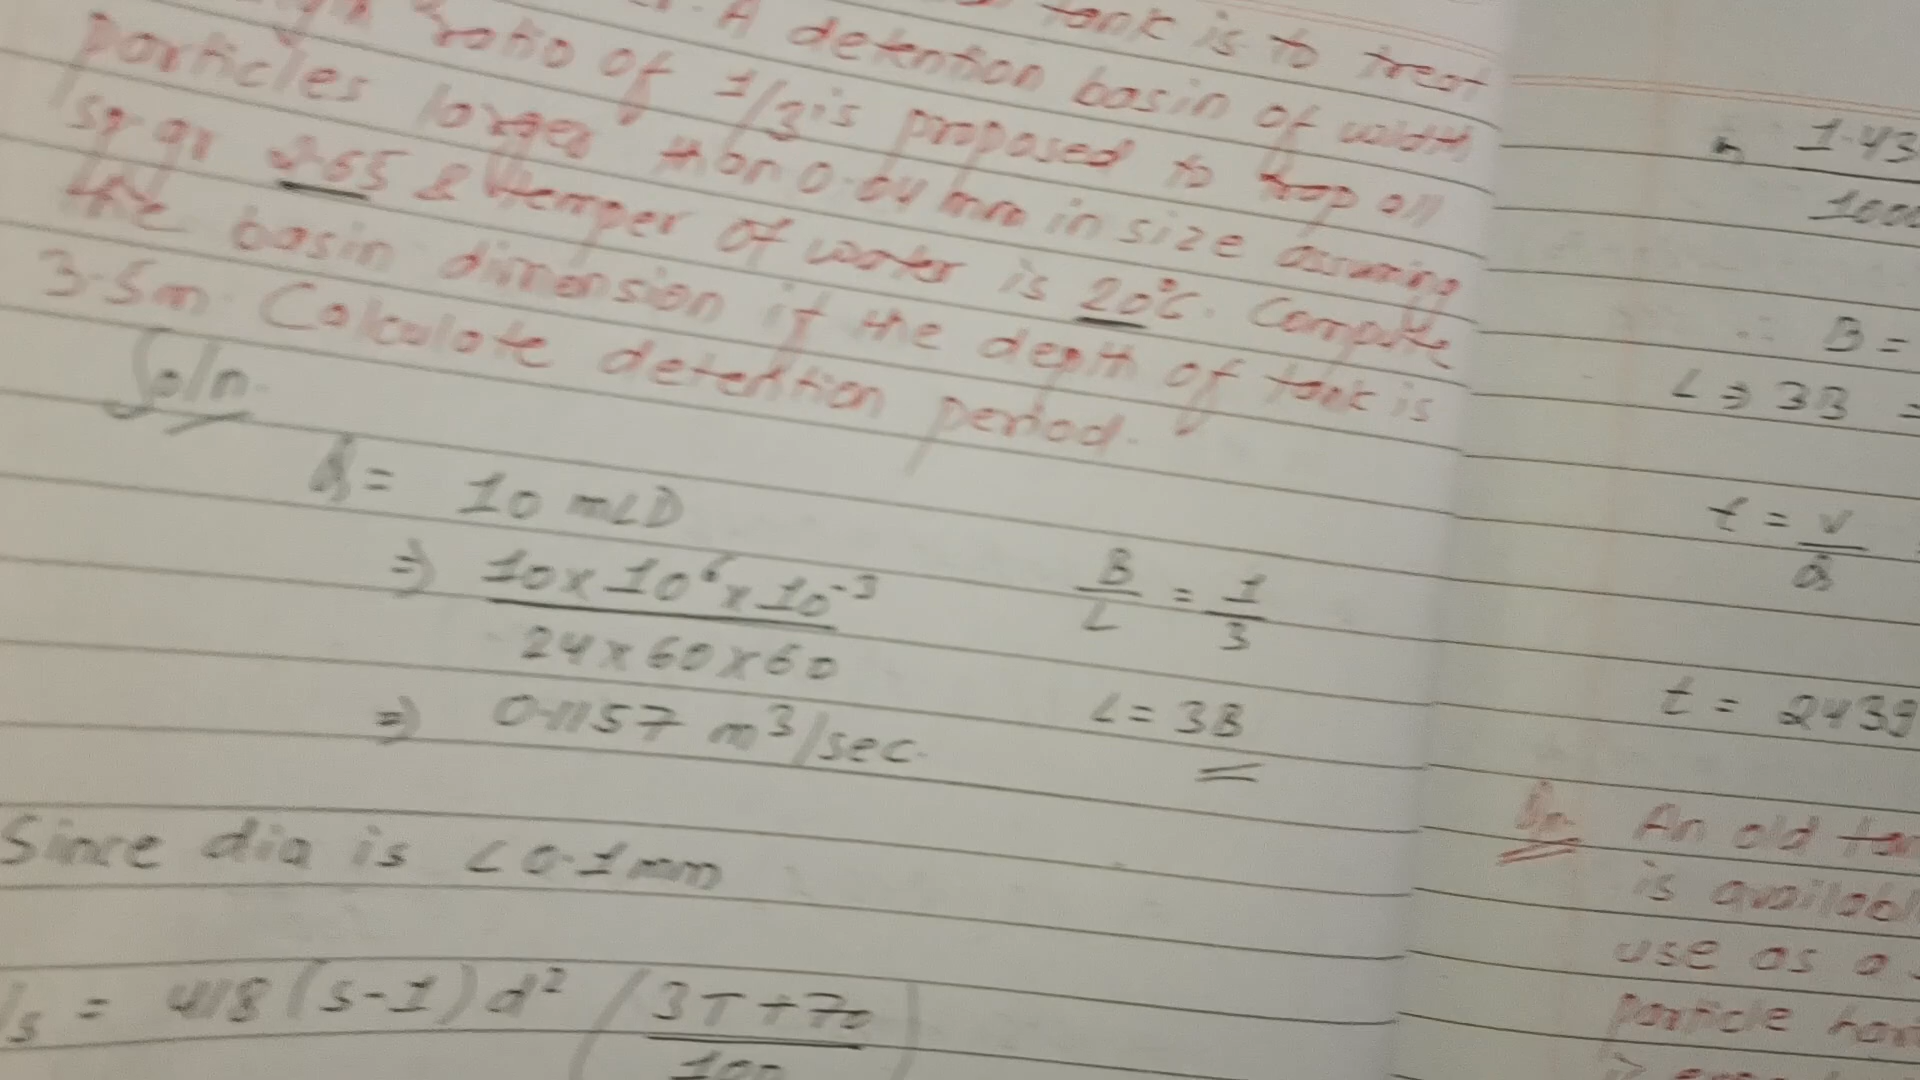 tank is to treat
A detention basin of width
ratio of 1/3 is proposed to trap all
particles larger than 0.04 mm in size assuming
sp. gr 2.65 & temper of water is 20°C. Compute
the basin dimension if the depth of tank is
3.5m. Calculate detention period.
Soln.
Q = 10 MLD
⇒ 10 x 10⁶ x 10⁻³
24 x 60 x 60
⇒ 0.1157 m³/sec.
B/L = 1/3
L = 3B
Since dia is < 0.1 mm
= 418 (s-1) d² (3T + 70
100
1.43
B =
L ⇒ 3B =
t = V
Q
t = 2439
Qn. An old
is
use as a
particle